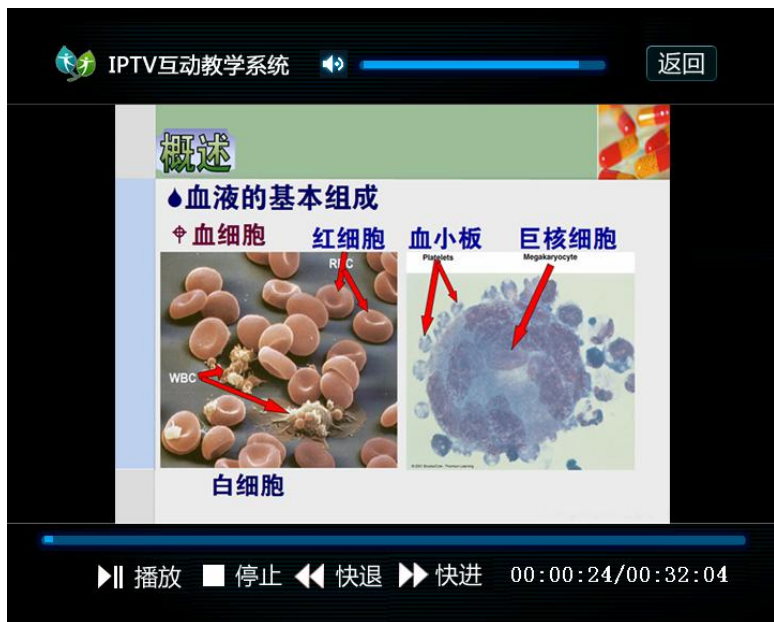 IPTV互动教学系统
返回
概述
血液的基本组成
血细胞 红细胞 血小板 巨核细胞
Platelets Megakaryocyte
WBC
白细胞
播放 停止 快退 快进 00:00:24/00:32:04